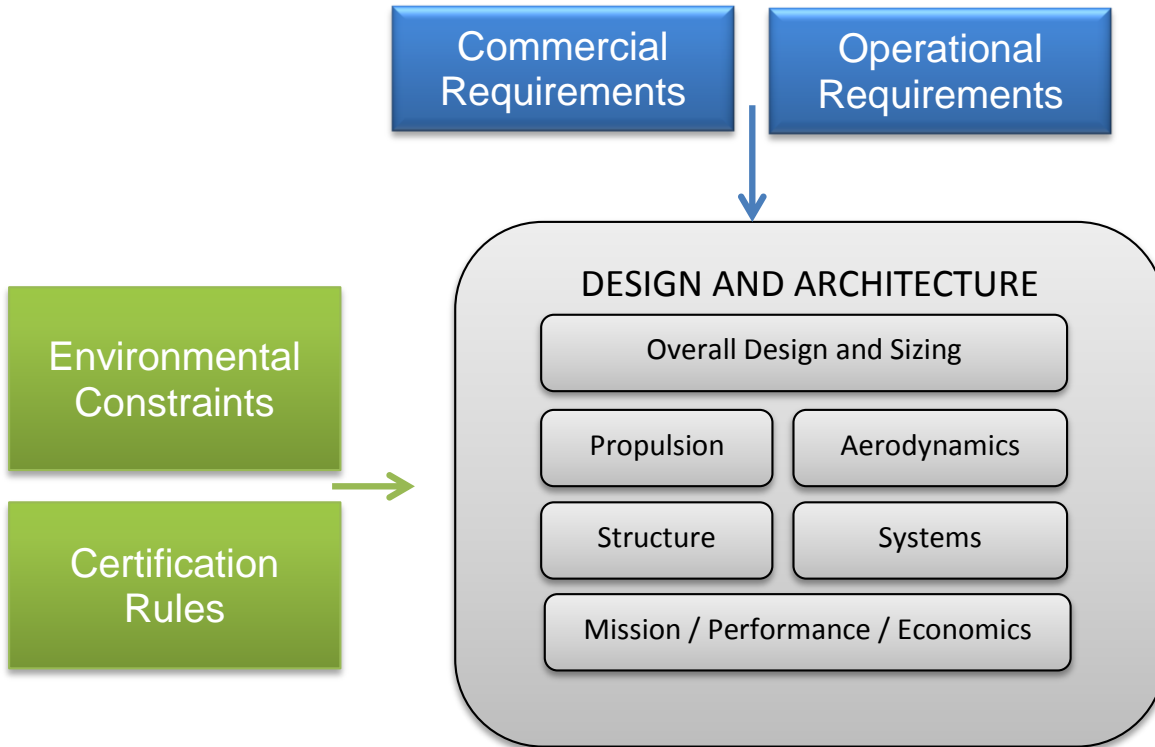 Commercial
Requirements
Operational
Requirements
Environmental
Constraints
Certification
Rules
DESIGN AND ARCHITECTURE
Overall Design and Sizing
Propulsion
Aerodynamics
Structure
Systems
Mission / Performance / Economics